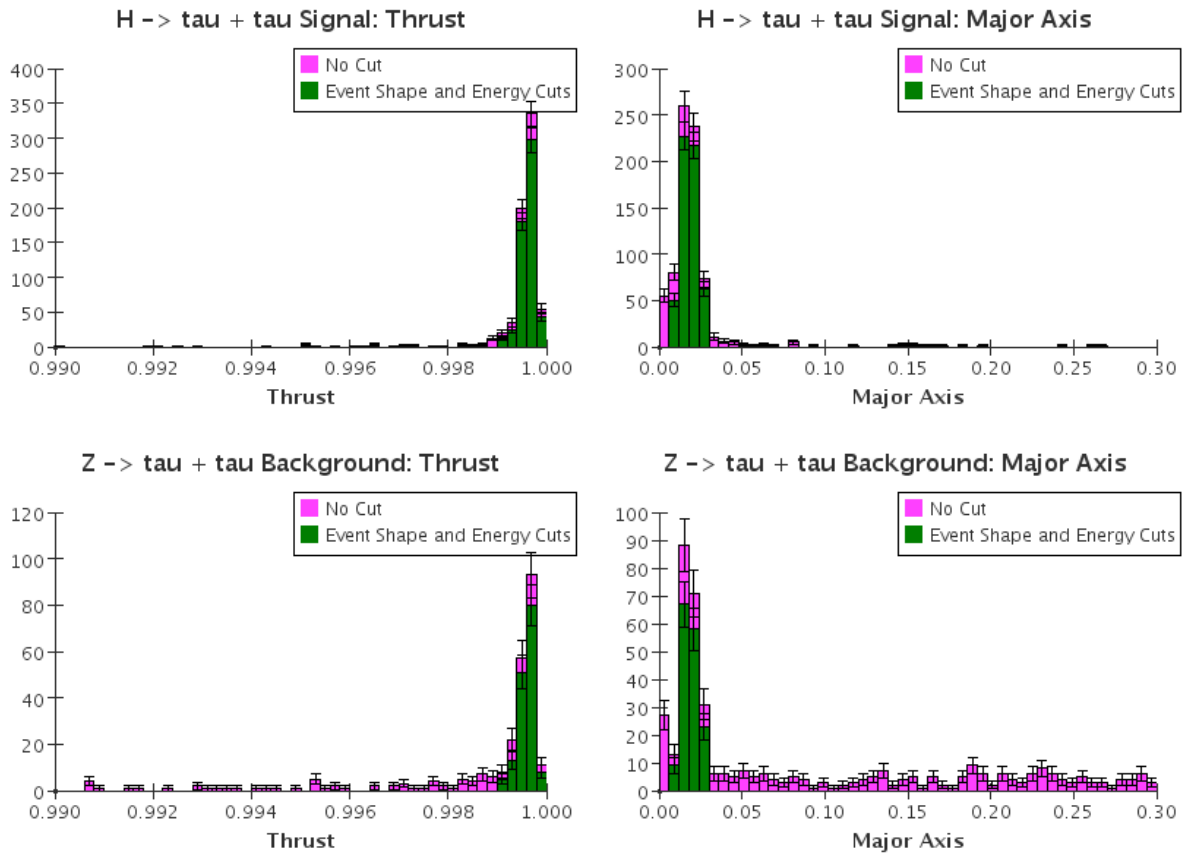 H -> tau + tau Signal: Thrust
No Cut
Event Shape and Energy Cuts
400
350
300
250
200
150
100
50
0
0.990 0.992 0.994 0.996 0.998 1.000
Thrust
H -> tau + tau Signal: Major Axis
No Cut
Event Shape and Energy Cuts
300
250
200
150
100
50
0
0.00 0.05 0.10 0.15 0.20 0.25 0.30
Major Axis
Z -> tau + tau Background: Thrust
No Cut
Event Shape and Energy Cuts
120
100
80
60
40
20
0
0.990 0.992 0.994 0.996 0.998 1.000
Thrust
Z -> tau + tau Background: Major Axis
No Cut
Event Shape and Energy Cuts
100
90
80
70
60
50
40
30
20
10
0
0.00 0.05 0.10 0.15 0.20 0.25 0.30
Major Axis